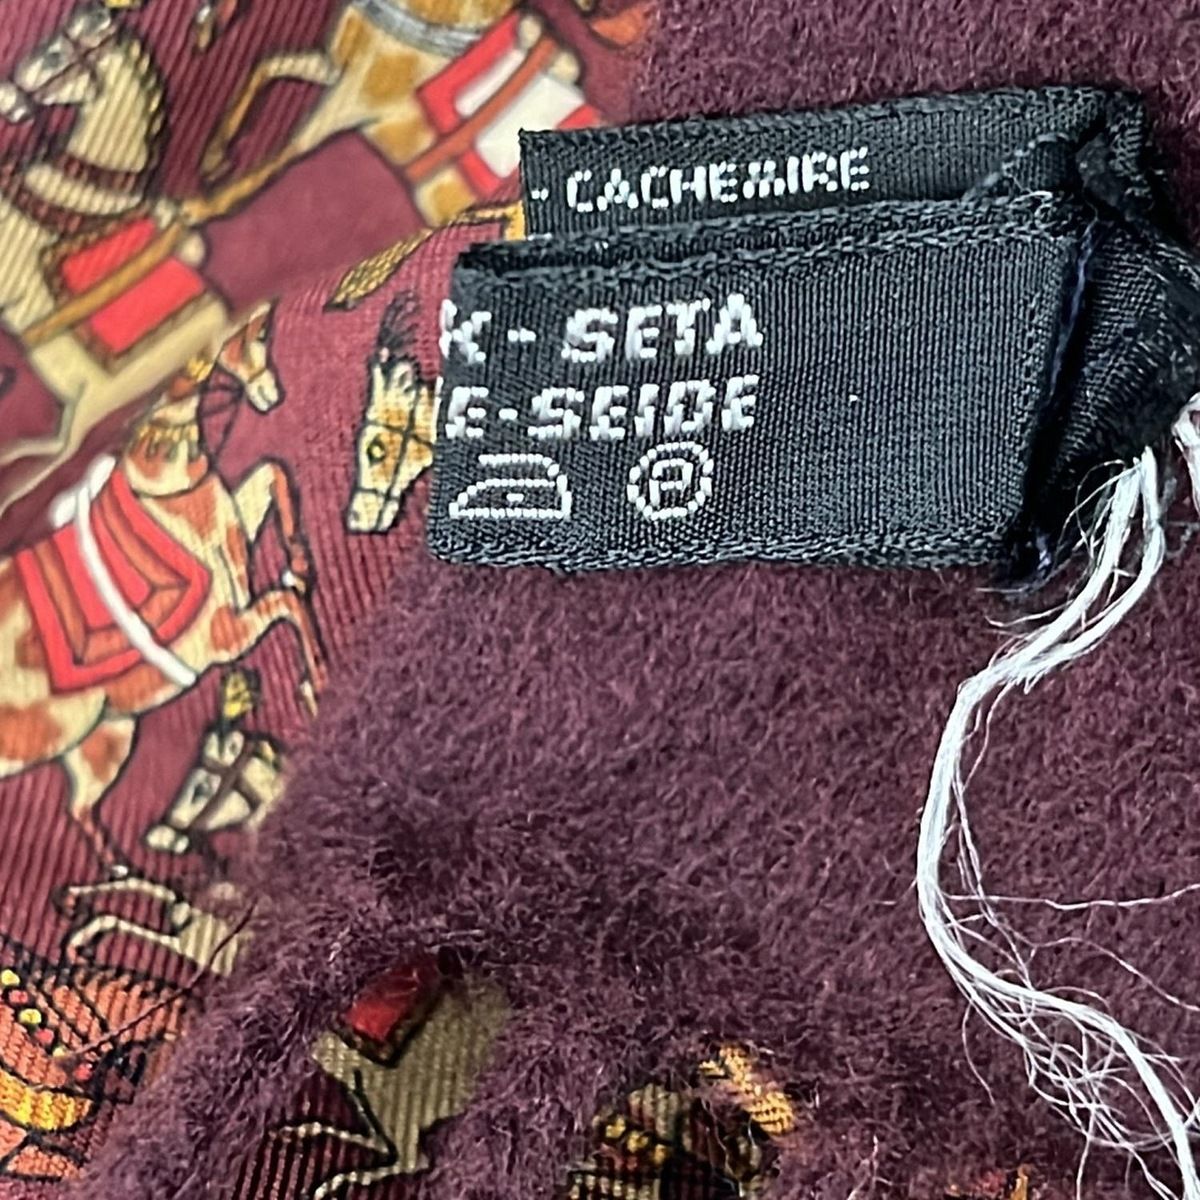 - CACHEMIRE
K - SETA
E-SEIDE
P